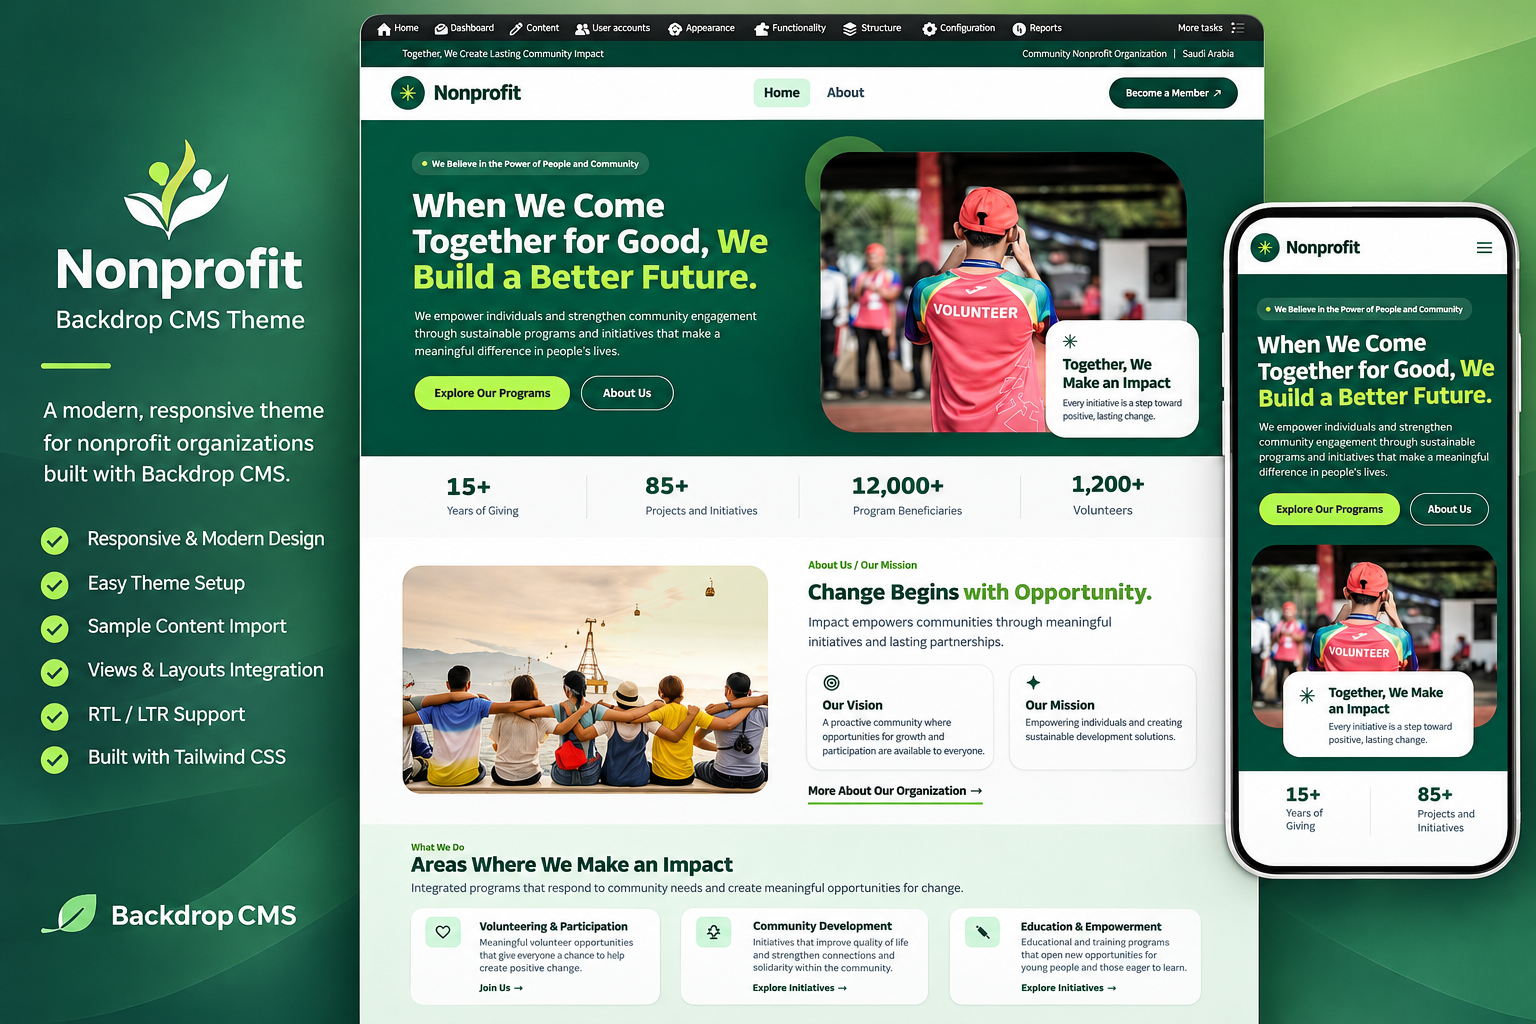 Nonprofit
Backdrop CMS Theme
A modern, responsive theme
for nonprofit organizations
built with Backdrop CMS.
Responsive & Modern Design
Easy Theme Setup
Sample Content Import
Views & Layouts Integration
RTL / LTR Support
Built with Tailwind CSS
Backdrop CMS
Home
Dashboard
Content
User accounts
Appearance
Functionality
Structure
Configuration
Reports
More tasks
Together, We Create Lasting Community Impact
Community Nonprofit Organization | Saudi Arabia
Nonprofit
Home
About
Become a Member ↗
We Believe in the Power of People and Community
When We Come
Together for Good, We
Build a Better Future.
We empower individuals and strengthen community engagement
through sustainable programs and initiatives that make a
meaningful difference in people's lives.
Explore Our Programs
About Us
VOLUNTEER
Together, We
Make an Impact
Every initiative is a step toward
positive, lasting change.
15+
Years of Giving
85+
Projects and Initiatives
12,000+
Program Beneficiaries
1,200+
Volunteers
About Us / Our Mission
Change Begins with Opportunity.
Impact empowers communities through meaningful
initiatives and lasting partnerships.
Our Vision
A proactive community where
opportunities for growth and
participation are available to everyone.
Our Mission
Empowering individuals and creating
sustainable development solutions.
More About Our Organization →
What We Do
Areas Where We Make an Impact
Integrated programs that respond to community needs and create meaningful opportunities for change.
Volunteering & Participation
Meaningful volunteer opportunities
that give everyone a chance to help
create positive change.
Join Us →
Community Development
Initiatives that improve quality of life
and strengthen connections and
solidarity within the community.
Explore Initiatives →
Education & Empowerment
Educational and training programs
that open new opportunities for
young people and those eager to learn.
Explore Initiatives →
Nonprofit
We Believe in the Power of People and Community
When We Come
Together for Good, We
Build a Better Future.
We empower individuals and strengthen
community engagement through sustainable
programs and initiatives that make a meaningful
difference in people's lives.
Explore Our Programs
About Us
VOLUNTEER
Together, We Make
an Impact
Every initiative is a step toward
positive, lasting change.
15+
Years of
Giving
85+
Projects and
Initiatives